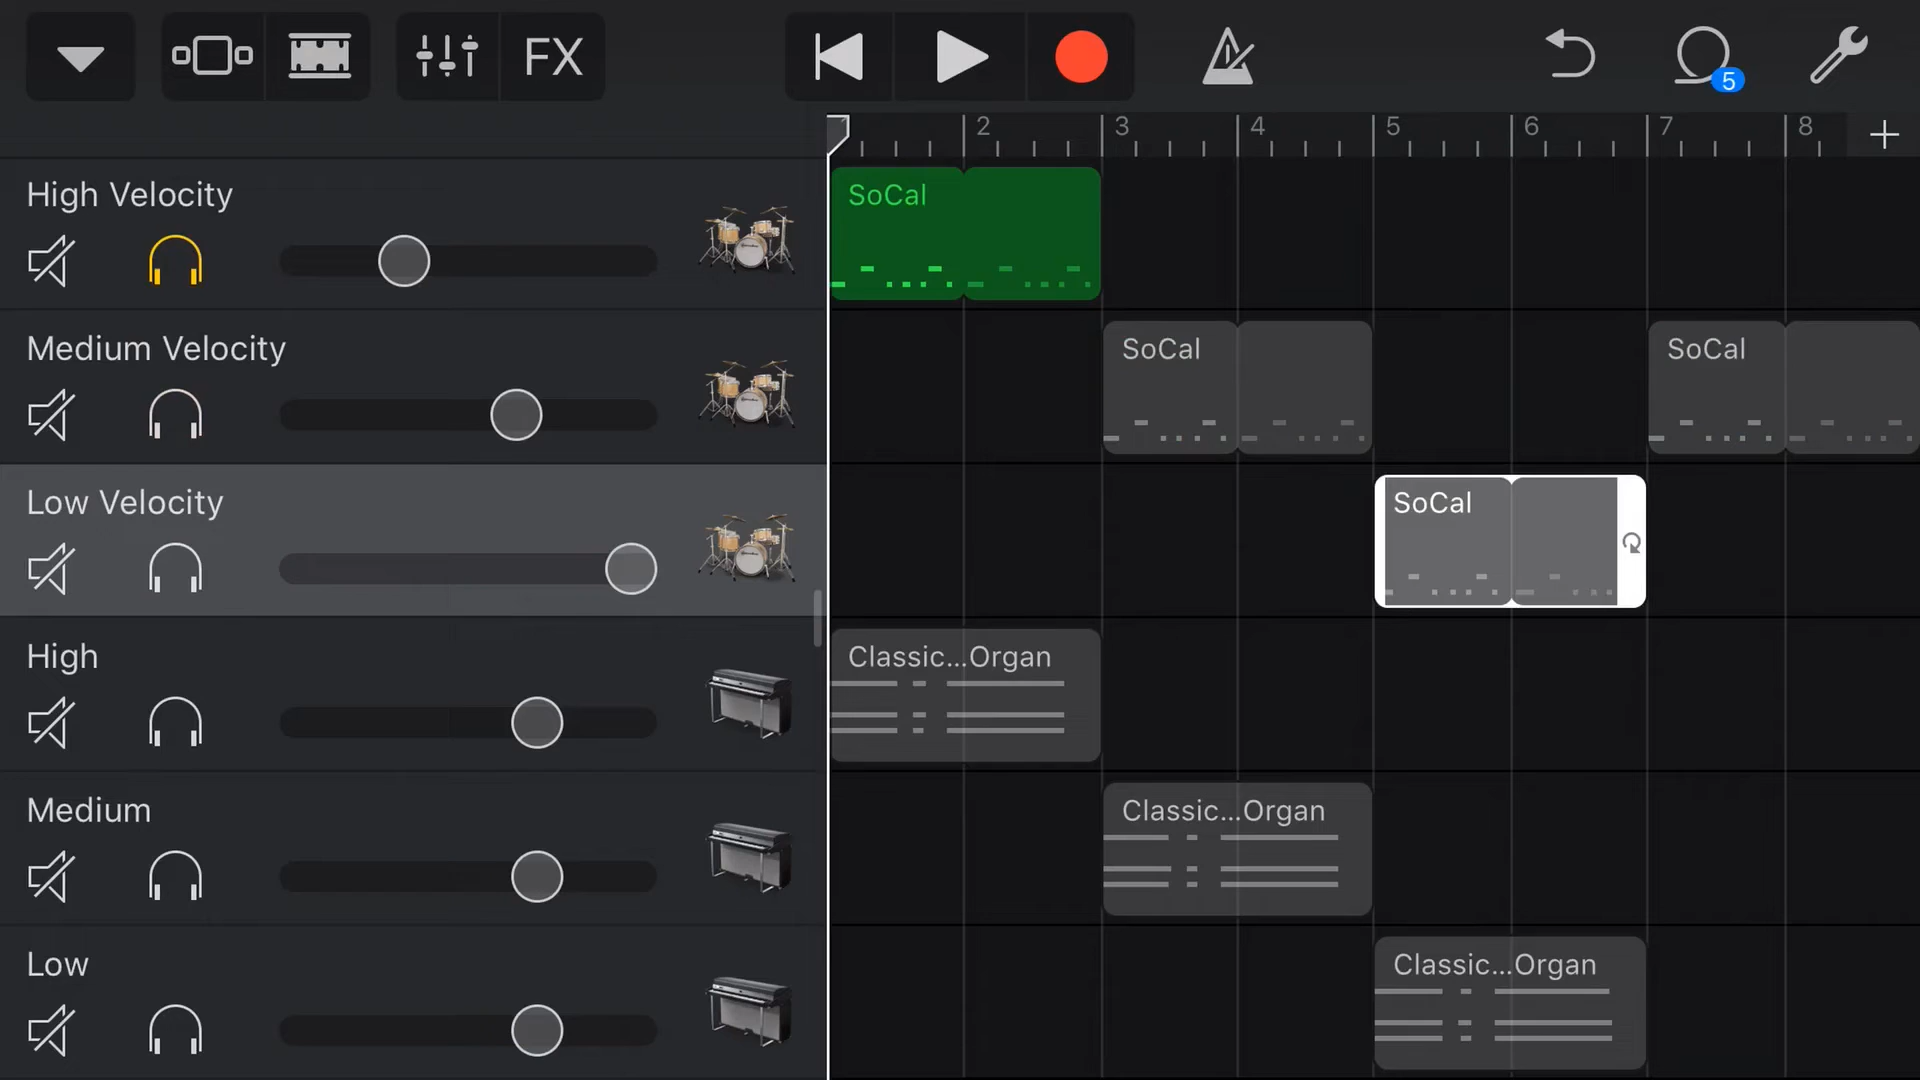 FX
5
2 3 4 5 6 7 8
High Velocity
SoCal
Medium Velocity
SoCal SoCal
Low Velocity
SoCal
High
Classic...Organ
Medium
Classic...Organ
Low
Classic...Organ